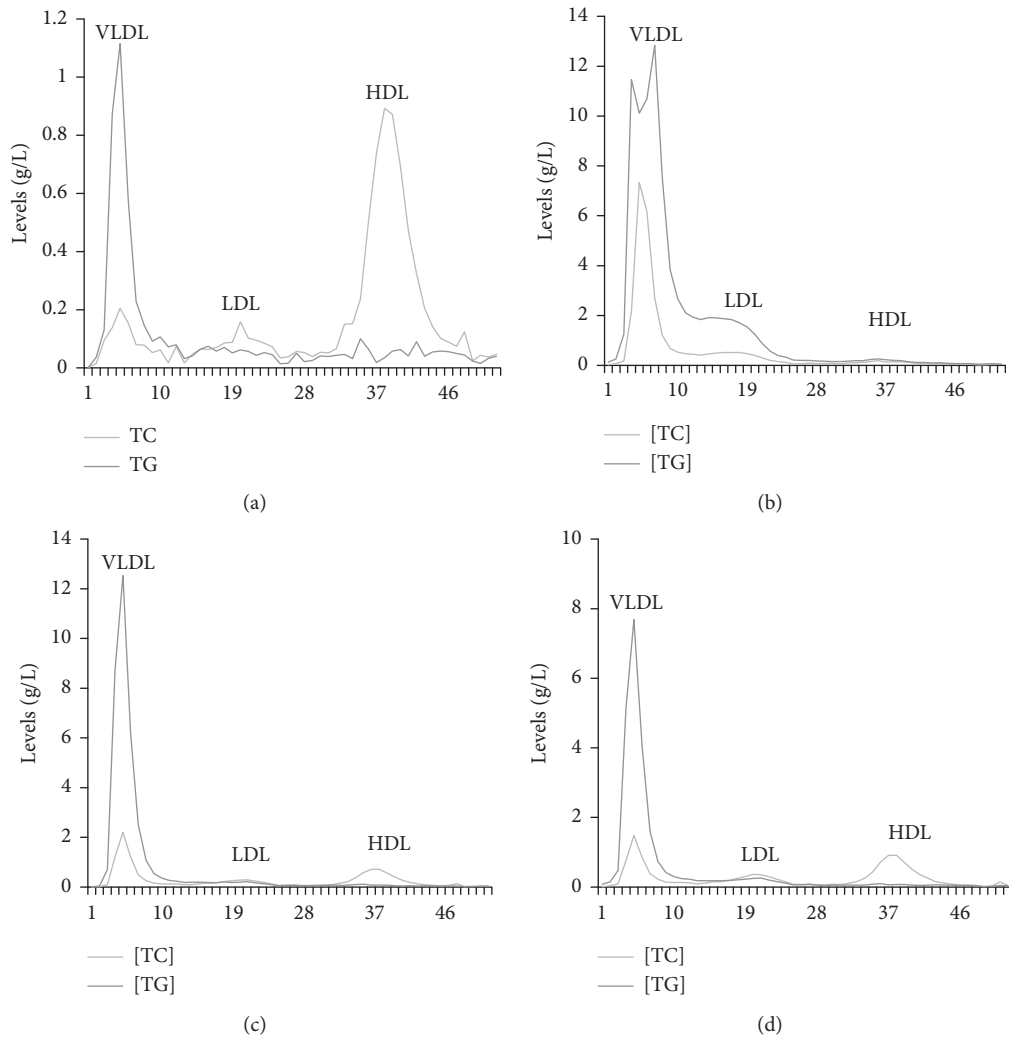 1.2
1
0.8
0.6
0.4
0.2
0
Levels (g/L)
VLDL
LDL
HDL
1 10 19 28 37 46
TC
TG
(a)
14
12
10
8
6
4
2
0
Levels (g/L)
VLDL
LDL
HDL
1 10 19 28 37 46
[TC]
[TG]
(b)
14
12
10
8
6
4
2
0
Levels (g/L)
VLDL
LDL
HDL
1 10 19 28 37 46
[TC]
[TG]
(c)
10
8
6
4
2
0
Levels (g/L)
VLDL
LDL
HDL
1 10 19 28 37 46
[TC]
[TG]
(d)